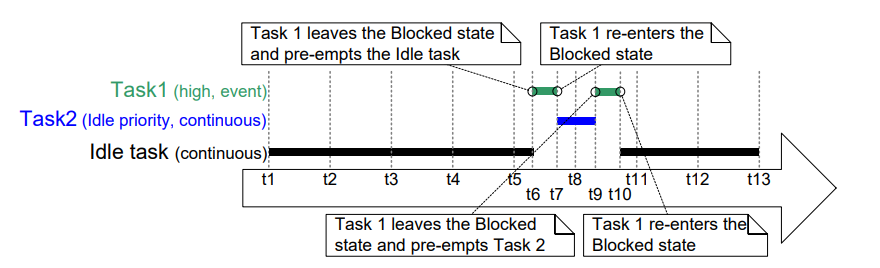 Task 1 leaves the Blocked state
and pre-empts the Idle task
Task 1 re-enters the
Blocked state
Task1 (high, event)
Task2 (Idle priority, continuous)
Idle task (continuous)
t1 t2 t3 t4 t5 t8 t11 t12 t13
t6 t7 t9 t10
Task 1 leaves the Blocked
state and pre-empts Task 2
Task 1 re-enters the
Blocked state